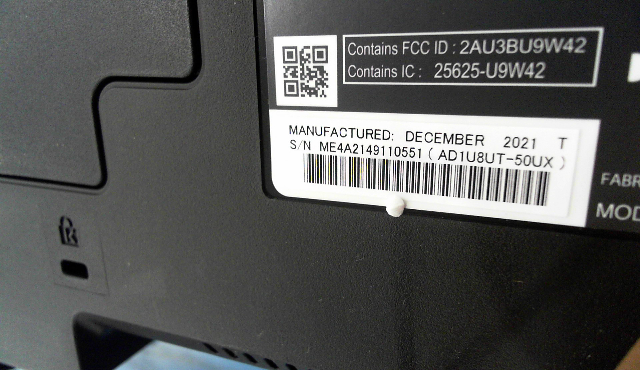 Contains FCC ID : 2AU3BU9W42
Contains IC : 25625-U9W42
MANUFACTURED: DECEMBER 2021 T
S/N ME4A2149110551 ( AD1U8UT-50UX )
FABR
MOD